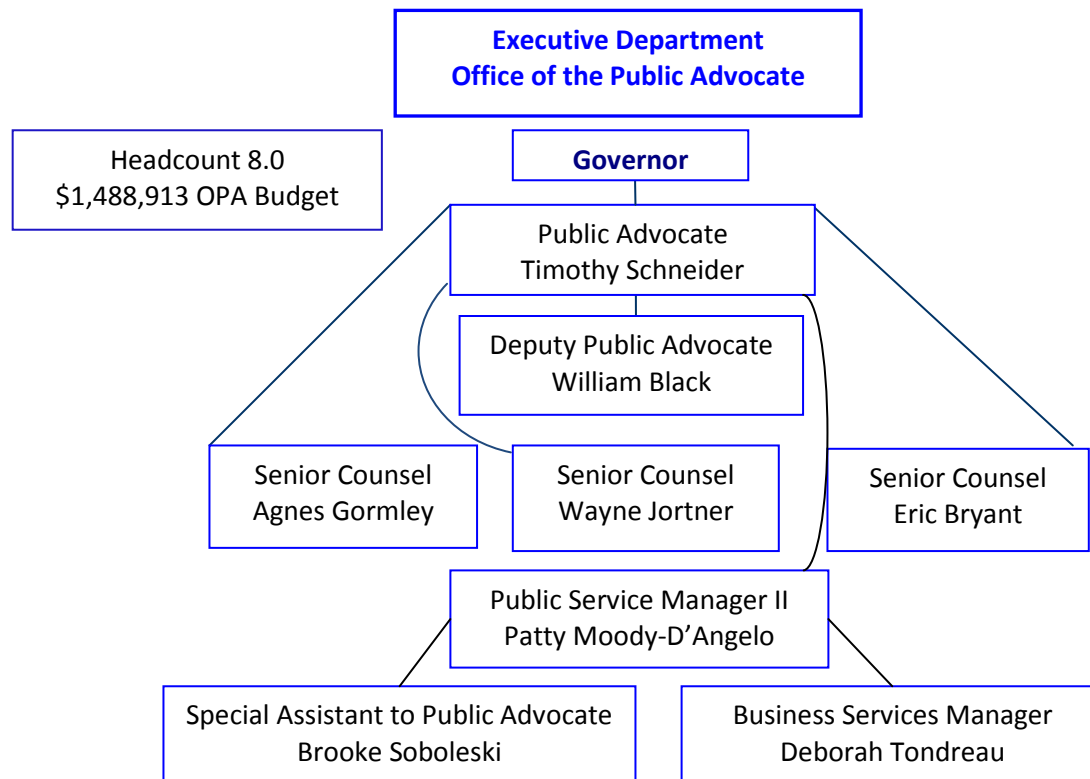 Executive Department
Office of the Public Advocate
Headcount 8.0
$1,488,913 OPA Budget
Governor
Public Advocate
Timothy Schneider
Deputy Public Advocate
William Black
Senior Counsel
Agnes Gormley
Senior Counsel
Wayne Jortner
Senior Counsel
Eric Bryant
Public Service Manager II
Patty Moody-D’Angelo
Special Assistant to Public Advocate
Brooke Soboleski
Business Services Manager
Deborah Tondreau